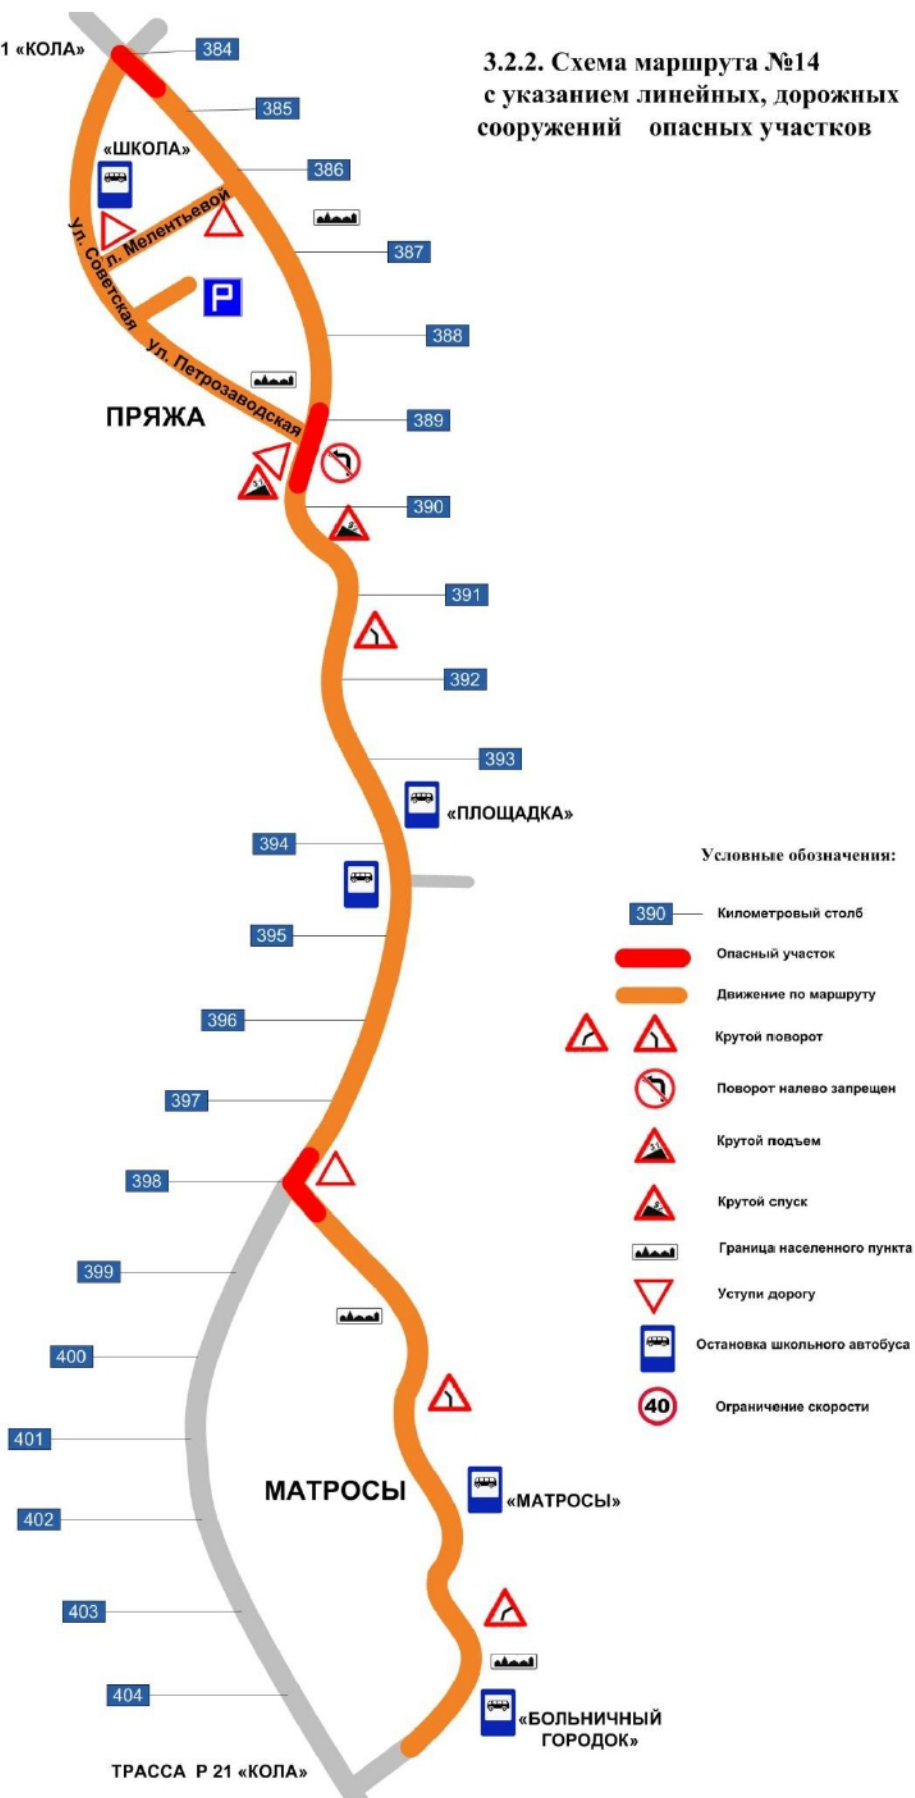 3.2.2. Схема маршрута №14
с указанием линейных, дорожных
сооружений опасных участков
1 «КОЛА»
384
385
«ШКОЛА»
386
л. Мелентьевой
387
ул. Советская
P
388
ул. Петрозаводская
ПРЯЖА
389
390
391
392
393
«ПЛОЩАДКА»
394
395
396
397
398
399
400
401
МАТРОСЫ
«МАТРОСЫ»
402
403
404
«БОЛЬНИЧНЫЙ
ГОРОДОК»
ТРАССА Р 21 «КОЛА»
Условные обозначения:
390
Километровый столб
Опасный участок
Движение по маршруту
Крутой поворот
Поворот налево запрещен
Крутой подъем
Крутой спуск
Граница населенного пункта
Уступи дорогу
Остановка школьного автобуса
40
Ограничение скорости